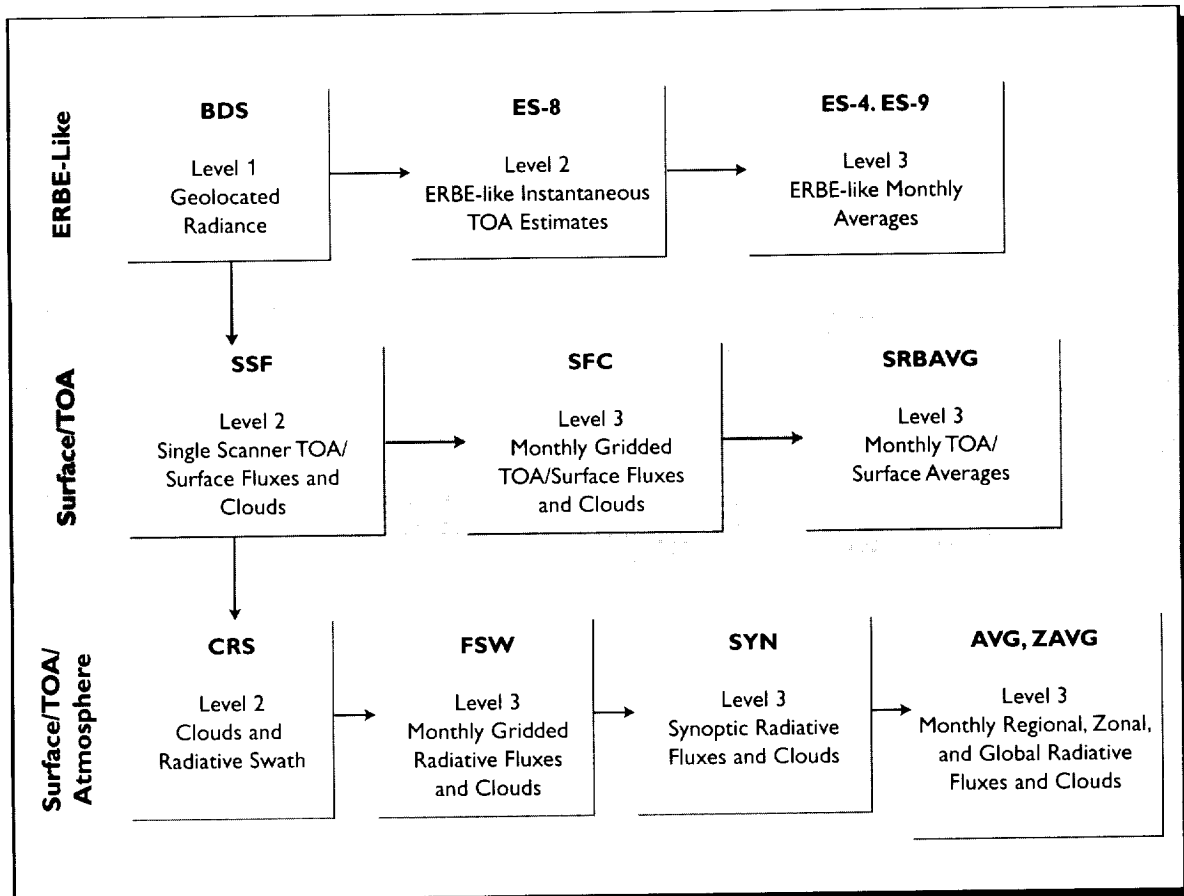 ERBE-Like
BDS
Level 1
Geolocated
Radiance
ES-8
Level 2
ERBE-like Instantaneous
TOA Estimates
ES-4. ES-9
Level 3
ERBE-like Monthly
Averages
Surface/TOA
SSF
Level 2
Single Scanner TOA/
Surface Fluxes and
Clouds
SFC
Level 3
Monthly Gridded
TOA/Surface Fluxes
and Clouds
SRBAVG
Level 3
Monthly TOA/
Surface Averages
Surface/TOA/
Atmosphere
CRS
Level 2
Clouds and
Radiative Swath
FSW
Level 3
Monthly Gridded
Radiative Fluxes
and Clouds
SYN
Level 3
Synoptic Radiative
Fluxes and Clouds
AVG, ZAVG
Level 3
Monthly Regional, Zonal,
and Global Radiative
Fluxes and Clouds